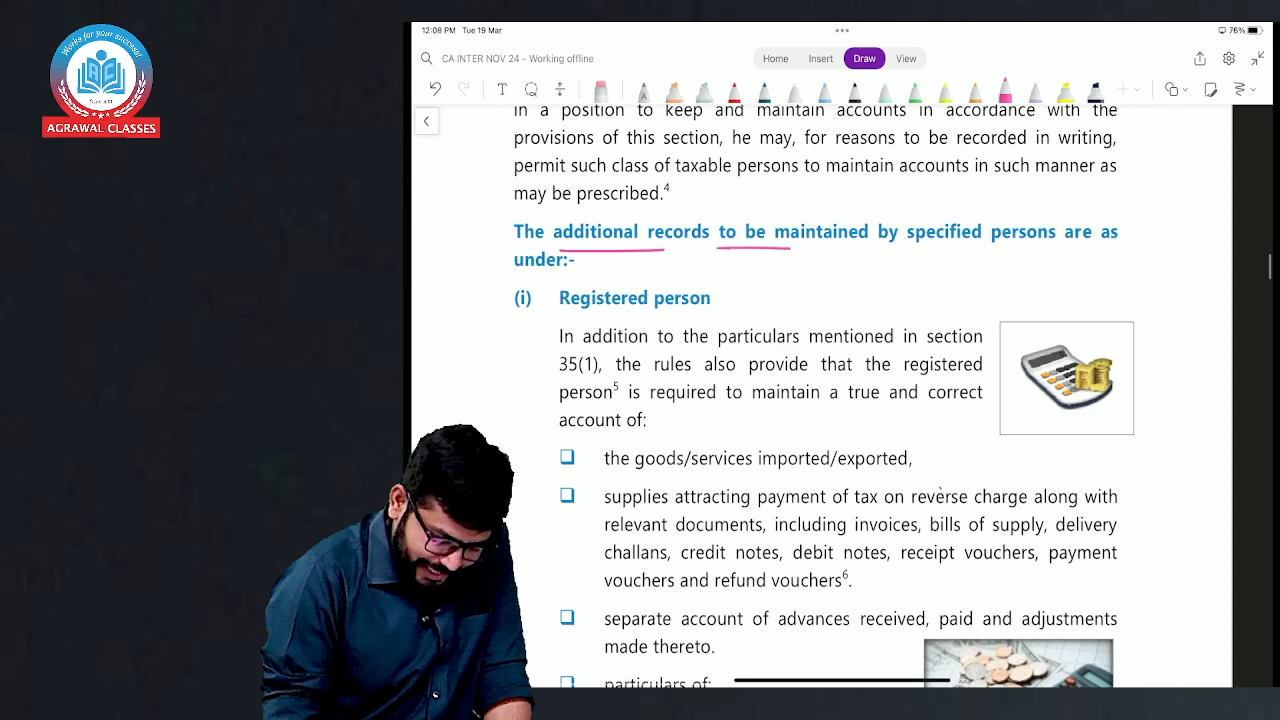 Works for your successful
AGRAWAL CLASSES
12:08 PM Tue 19 Mar
76%
CA INTER NOV 24 - Working offline
Home Insert Draw View
in a position to keep and maintain accounts in accordance with the
provisions of this section, he may, for reasons to be recorded in writing,
permit such class of taxable persons to maintain accounts in such manner as
may be prescribed.4
The additional records to be maintained by specified persons are as
under:-
(i) Registered person
In addition to the particulars mentioned in section
35(1), the rules also provide that the registered
person5 is required to maintain a true and correct
account of:
❑ the goods/services imported/exported,
❑ supplies attracting payment of tax on reverse charge along with
relevant documents, including invoices, bills of supply, delivery
challans, credit notes, debit notes, receipt vouchers, payment
vouchers and refund vouchers6.
❑ separate account of advances received, paid and adjustments
made thereto.
particulars of: